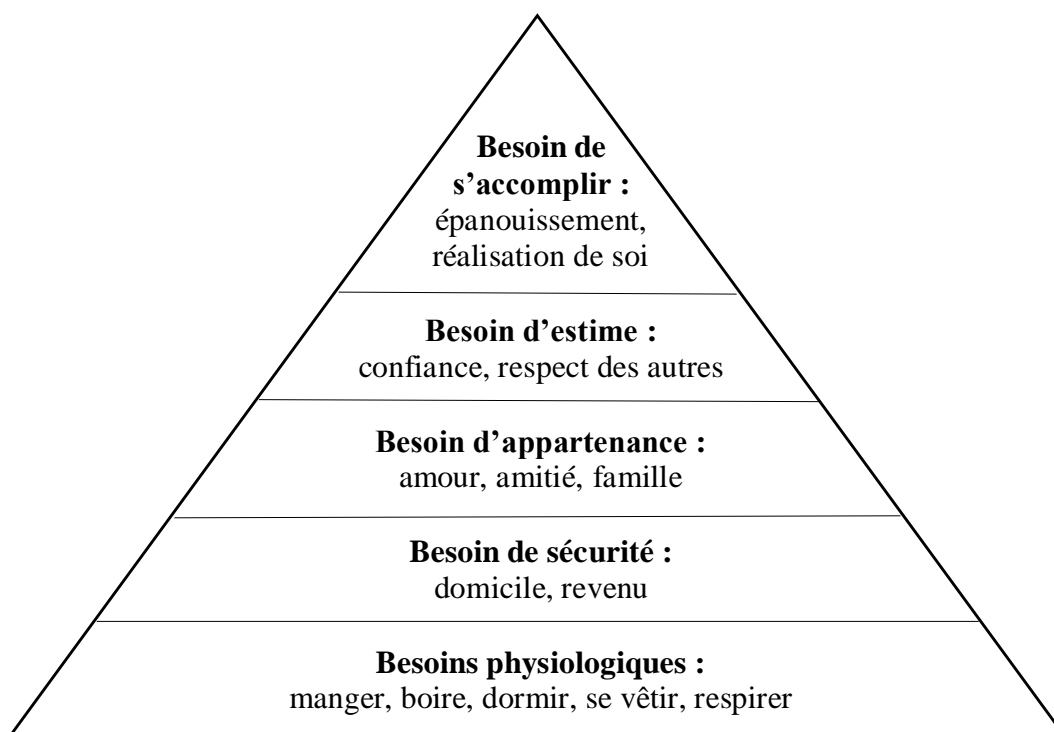 Besoin de
s’accomplir :
épanouissement,
réalisation de soi
Besoin d’estime :
confiance, respect des autres
Besoin d’appartenance :
amour, amitié, famille
Besoin de sécurité :
domicile, revenu
Besoins physiologiques :
manger, boire, dormir, se vêtir, respirer